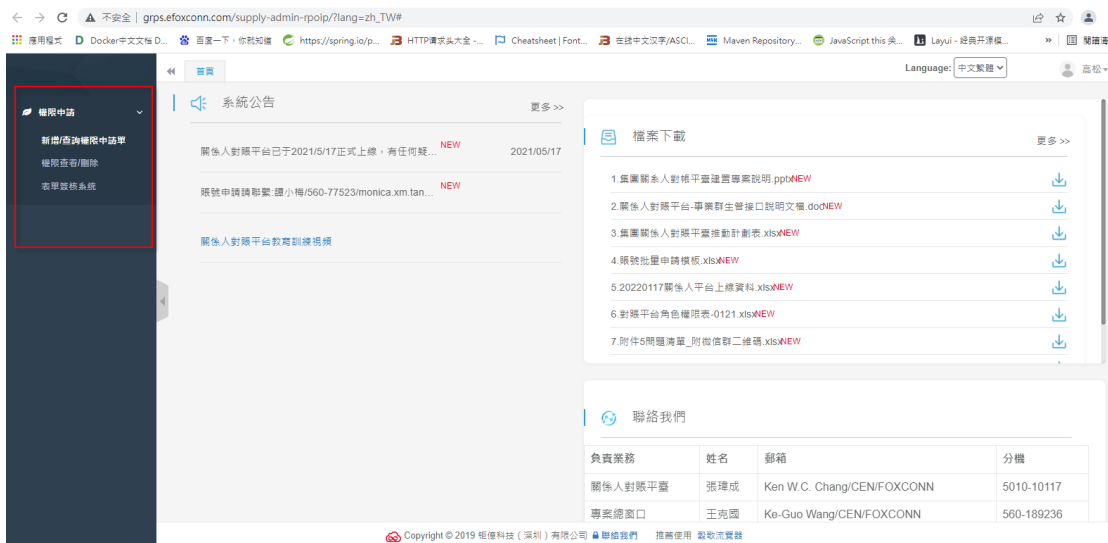 不安全 | grps.efoxconn.com/supply-admin-rpoip/?lang=zh_TW#
應用程式 Docker中文文档 D... 百度一下，你就知道 https://spring.io/p... HTTP请求头大全 -... Cheatsheet | Font... 在线中文汉字/ASCI... Maven Repository... JavaScript this 关... Layui - 经典开源模... » 閱讀清
首頁
Language: 中文繁體
高松
權限申請
新增/查詢權限申請單
權限查看/刪除
表單簽核系統
系統公告 更多>>
關係人對賬平台已于2021/5/17正式上線，有任何疑... NEW 2021/05/17
賬號申請請聯繫:譚小梅/560-77523/monica.xm.tan... NEW
關係人對賬平台教育訓練視頻
檔案下載 更多>>
1.集團關系人對帳平臺建置專案說明.pptxNEW
2.關係人對賬平台-事業群生管接口說明文檔.docNEW
3.集團關係人對賬平臺推動計劃表.xlsxNEW
4.賬號批量申請模板.xlsxNEW
5.20220117關係人平台上線資料.xlsxNEW
6.對賬平台角色權限表-0121.xlsxNEW
7.附件5問題清單_附微信群二維碼.xlsxNEW
聯絡我們
負責業務 姓名 郵箱 分機
關係人對賬平臺 張瑋成 Ken W.C. Chang/CEN/FOXCONN 5010-10117
專案總窗口 王克國 Ke-Guo Wang/CEN/FOXCONN 560-189236
Copyright © 2019 钜億科技（深圳）有限公司 聯絡我們 推薦使用 穀歌流覽器